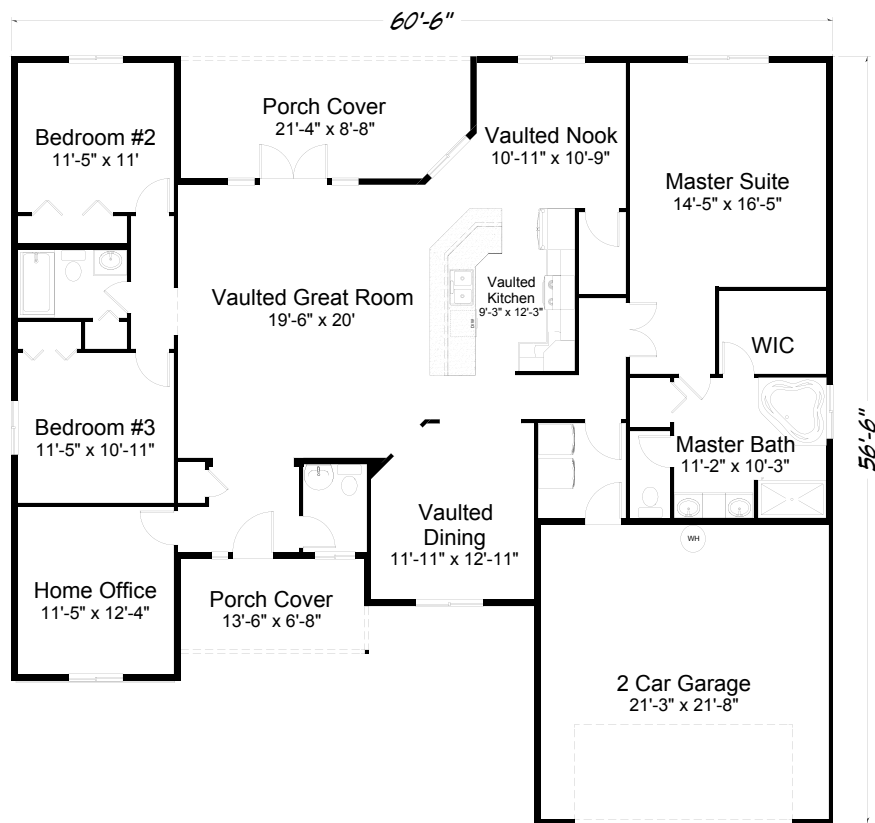 60'-6"
Porch Cover
21'-4" x 8'-8"
Bedroom #2
11'-5" x 11'
Vaulted Nook
10'-11" x 10'-9"
Master Suite
14'-5" x 16'-5"
Vaulted Great Room
19'-6" x 20'
Vaulted
Kitchen
9'-3" x 12'-3"
DW
WIC
Bedroom #3
11'-5" x 10'-11"
Master Bath
11'-2" x 10'-3"
56'-6"
Vaulted
Dining
11'-11" x 12'-11"
WH
Home Office
11'-5" x 12'-4"
Porch Cover
13'-6" x 6'-8"
2 Car Garage
21'-3" x 21'-8"